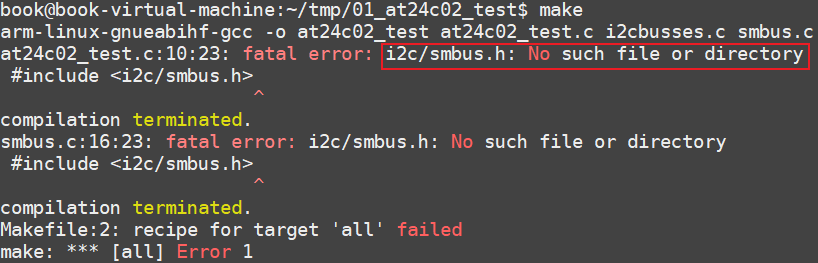 book@book-virtual-machine:~/tmp/01_at24c02_test$ make
arm-linux-gnueabihf-gcc -o at24c02_test at24c02_test.c i2cbusses.c smbus.c
at24c02_test.c:10:23: fatal error: i2c/smbus.h: No such file or directory
 #include <i2c/smbus.h>
                       ^
compilation terminated.
smbus.c:16:23: fatal error: i2c/smbus.h: No such file or directory
 #include <i2c/smbus.h>
                       ^
compilation terminated.
Makefile:2: recipe for target 'all' failed
make: *** [all] Error 1